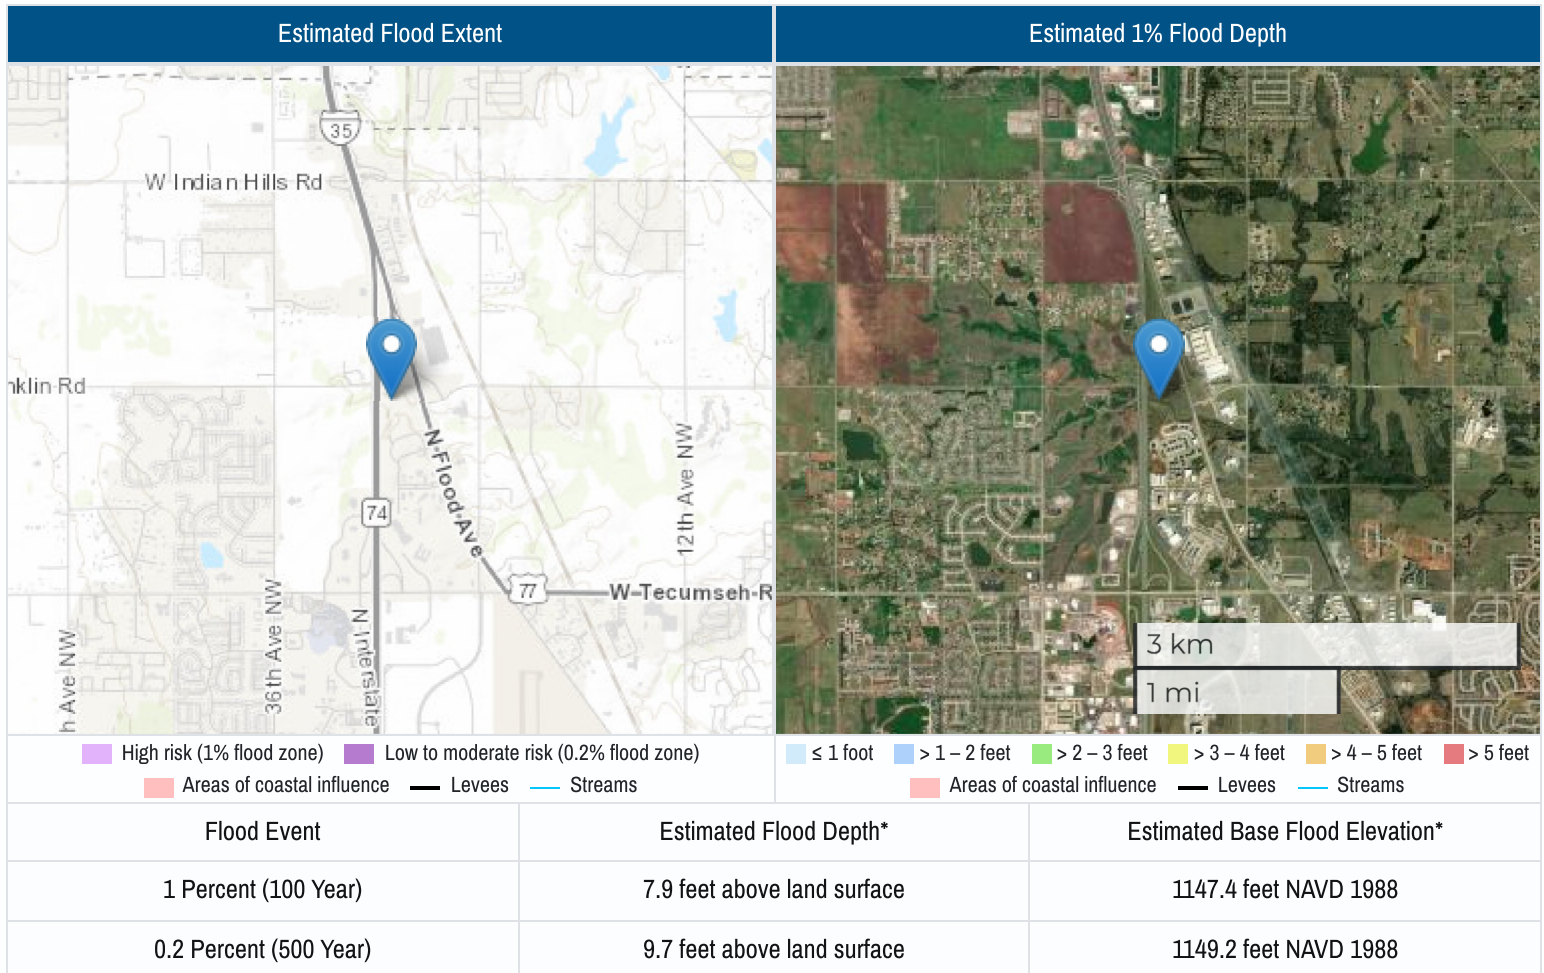 Estimated Flood Extent
Estimated 1% Flood Depth
35
W Indian Hills Rd
nklin Rd
N Flood Ave
12th Ave NW
74
77
W Tecumseh R
36th Ave NW
N Interstate
h Ave NW
3 km
1 mi
High risk (1% flood zone) Low to moderate risk (0.2% flood zone)
Areas of coastal influence Levees Streams
≤ 1 foot > 1 – 2 feet > 2 – 3 feet > 3 – 4 feet > 4 – 5 feet > 5 feet
Areas of coastal influence Levees Streams
Flood Event Estimated Flood Depth* Estimated Base Flood Elevation*
1 Percent (100 Year) 7.9 feet above land surface 1147.4 feet NAVD 1988
0.2 Percent (500 Year) 9.7 feet above land surface 1149.2 feet NAVD 1988